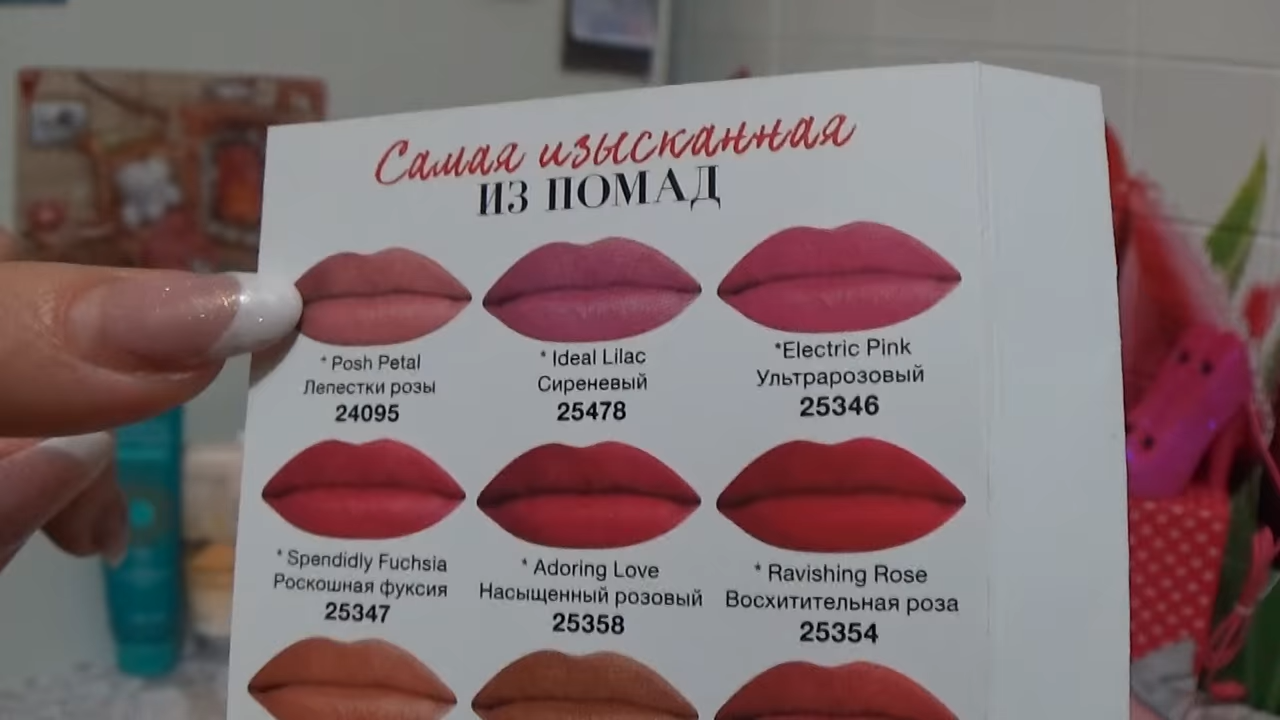 Самая изысканная
ИЗ ПОМАД
* Posh Petal
Лепестки розы
24095
* Ideal Lilac
Сиреневый
25478
*Electric Pink
Ультрарозовый
25346
* Spendidly Fuchsia
Роскошная фуксия
25347
* Adoring Love
Насыщенный розовый
25358
* Ravishing Rose
Восхитительная роза
25354